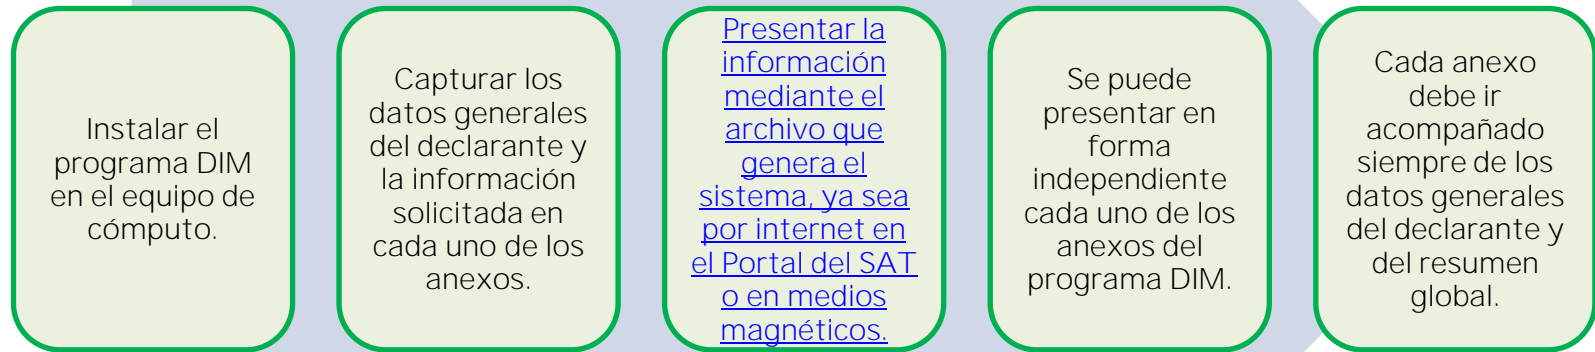 Instalar el
programa DIM
en el equipo de
cómputo.
Capturar los
datos generales
del declarante y
la información
solicitada en
cada uno de los
anexos.
Presentar la
información
mediante el
archivo que
genera el
sistema, ya sea
por internet en
el Portal del SAT
o en medios
magnéticos.
Se puede
presentar en
forma
independiente
cada uno de los
anexos del
programa DIM.
Cada anexo
debe ir
acompañado
siempre de los
datos generales
del declarante y
del resumen
global.